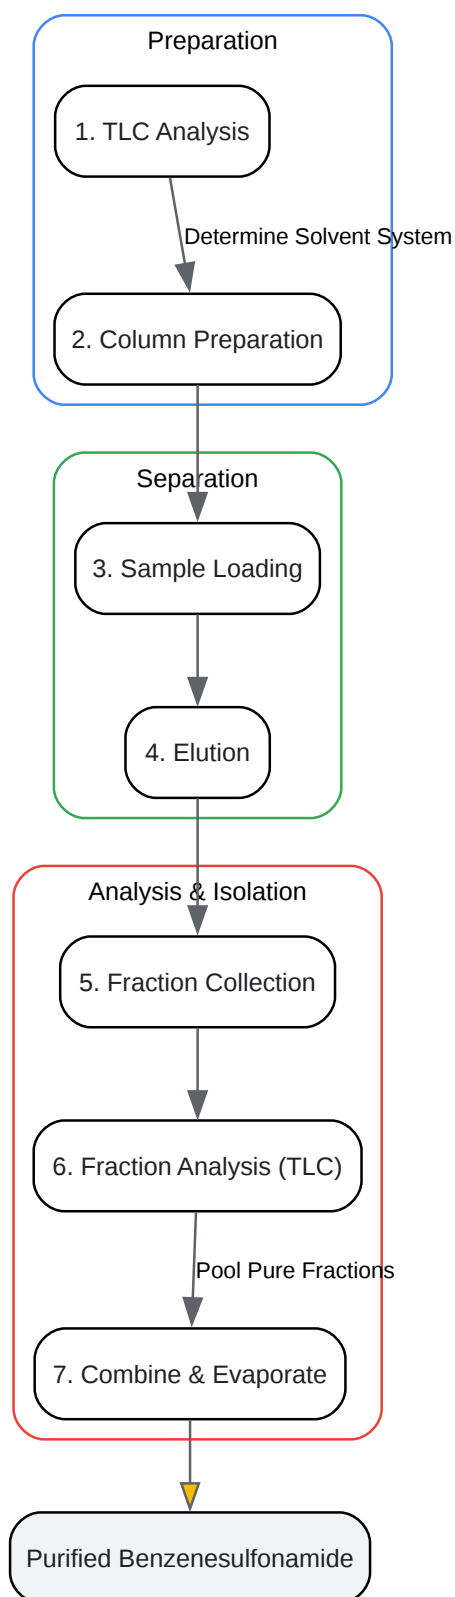 Preparation
1. TLC Analysis
Determine Solvent System
2. Column Preparation
Separation
3. Sample Loading
4. Elution
Analysis & Isolation
5. Fraction Collection
6. Fraction Analysis (TLC)
Pool Pure Fractions
7. Combine & Evaporate
Purified Benzenesulfonamide